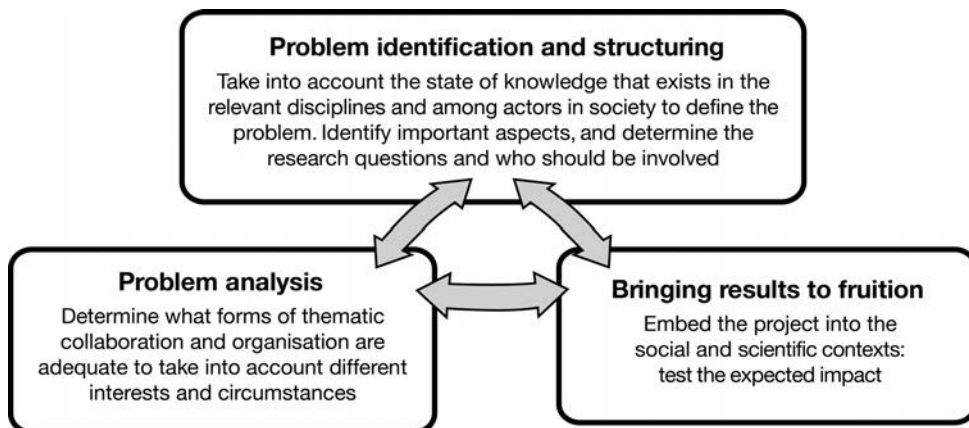 Problem identification and structuring
Take into account the state of knowledge that exists in the
relevant disciplines and among actors in society to define the
problem. Identify important aspects, and determine the
research questions and who should be involved
Problem analysis
Determine what forms of thematic
collaboration and organisation are
adequate to take into account different
interests and circumstances
Bringing results to fruition
Embed the project into the
social and scientific contexts:
test the expected impact